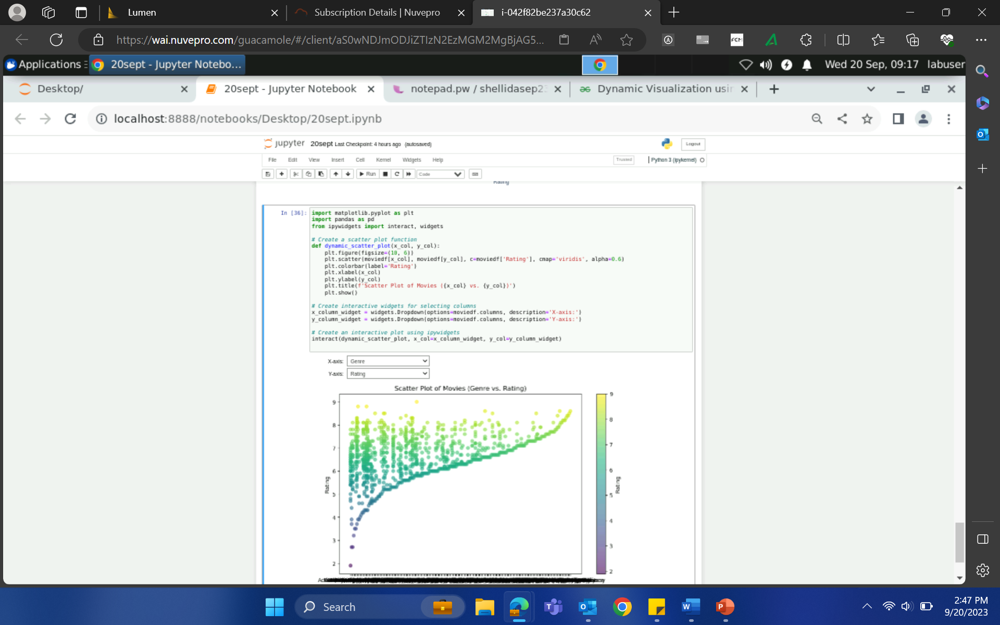 Lumen
Subscription Details | Nuvepro
i-042f82be237a30c62
https://wai.nuvepro.com/guacamole/#/client/aS0wNDJmODJiZTIzN2EzMGM2MgBjAG5...
Applications
20sept - Jupyter Notebo...
Wed 20 Sep, 09:17 labuser
Desktop/
20sept - Jupyter Notebook
notepad.pw / shellidasep23
Dynamic Visualization usin
localhost:8888/notebooks/Desktop/20sept.ipynb
jupyter 20sept Last Checkpoint: 4 hours ago (autosaved)
Logout
File Edit View Insert Cell Kernel Widgets Help
Trusted
Python 3 (ipykernel)
Run
Code
Rating
In [36]:
import matplotlib.pyplot as plt
import pandas as pd
from ipywidgets import interact, widgets
# Create a scatter plot function
def dynamic_scatter_plot(x_col, y_col):
plt.figure(figsize=(10, 6))
plt.scatter(moviedf[x_col], moviedf[y_col], c=moviedf['Rating'], cmap='viridis', alpha=0.6)
plt.colorbar(label='Rating')
plt.xlabel(x_col)
plt.ylabel(y_col)
plt.title(f'Scatter Plot of Movies ({x_col} vs. {y_col})')
plt.show()
# Create interactive widgets for selecting columns
x_column_widget = widgets.Dropdown(options=moviedf.columns, description='X-axis:')
y_column_widget = widgets.Dropdown(options=moviedf.columns, description='Y-axis:')
# Create an interactive plot using ipywidgets
interact(dynamic_scatter_plot, x_col=x_column_widget, y_col=y_column_widget)
X-axis: Genre
Y-axis: Rating
Scatter Plot of Movies (Genre vs. Rating)
9
8
7
6
5
4
3
2
Rating
9
8
7
6
5
4
3
2
Rating
Search
2:47 PM
9/20/2023